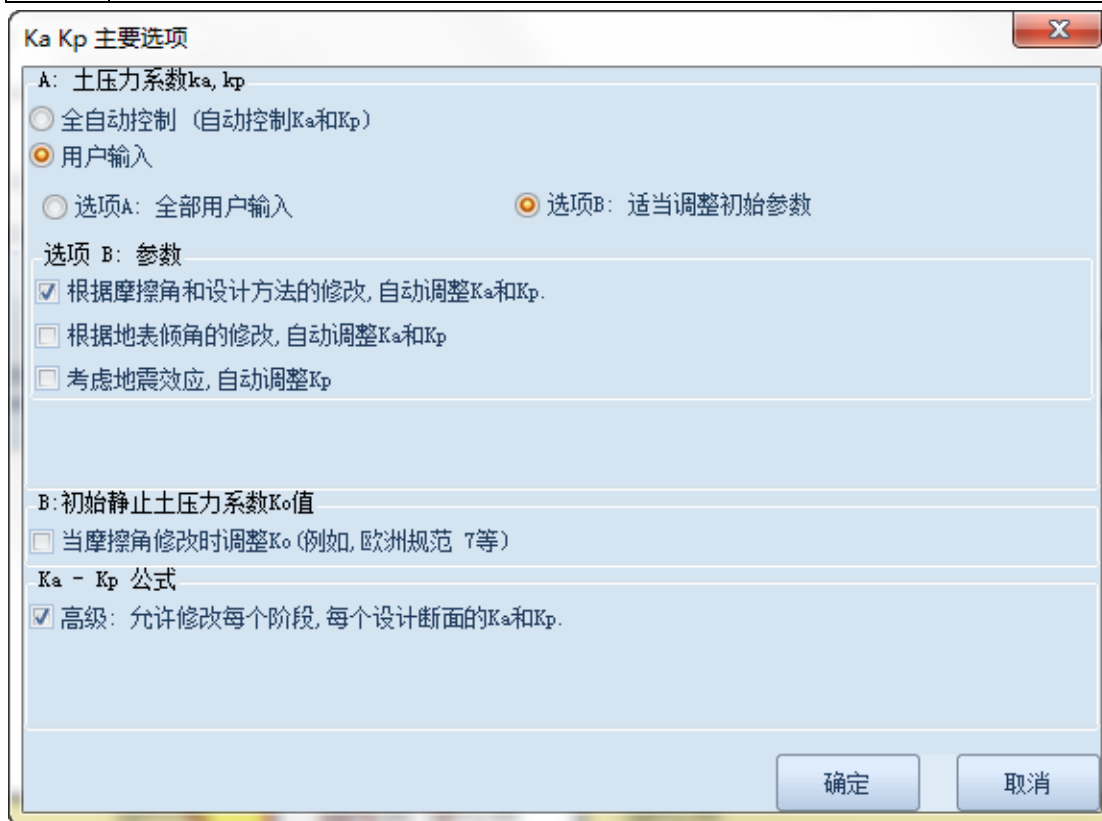 Ka Kp 主要选项
A: 土压力系数ka,kp
全自动控制 (自动控制Ka和Kp)
用户输入
选项A: 全部用户输入 选项B: 适当调整初始参数
选项 B: 参数
根据摩擦角和设计方法的修改,自动调整Ka和Kp.
根据地表倾角的修改,自动调整Ka和Kp
考虑地震效应,自动调整Kp
B:初始静止土压力系数Ko值
当摩擦角修改时调整Ko(例如,欧洲规范 7等)
Ka - Kp 公式
高级: 允许修改每个阶段,每个设计断面的Ka和Kp.
确定 取消